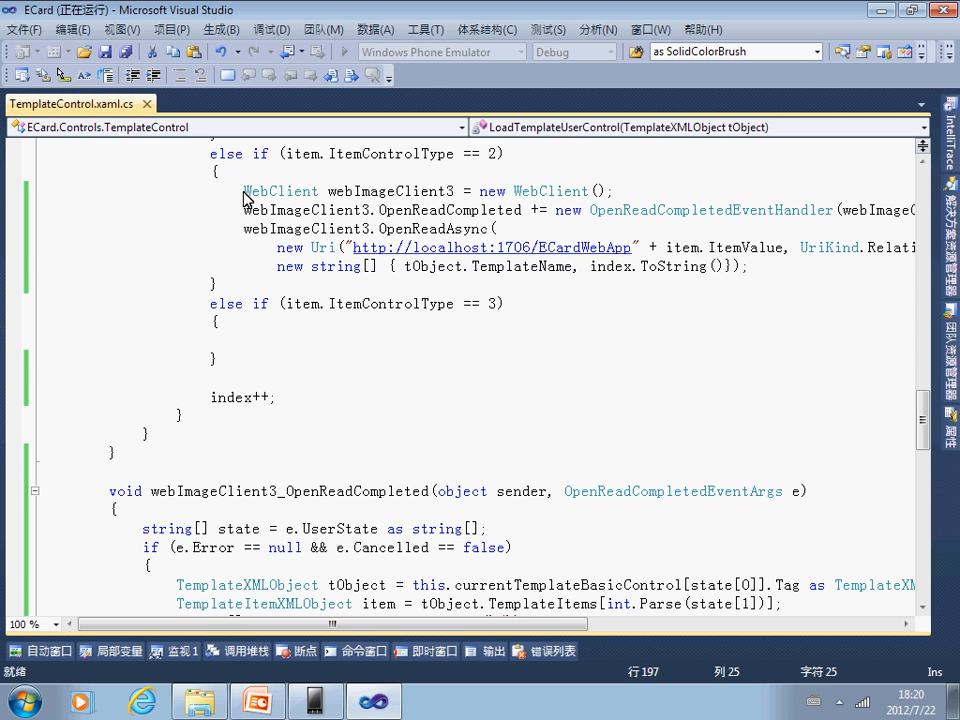 ECard (正在运行) - Microsoft Visual Studio
文件(F) 编辑(E) 视图(V) 项目(P) 生成(B) 调试(D) 团队(M) 数据(A) 工具(T) 体系结构(C) 测试(S) 分析(N) 窗口(W) 帮助(H)
Windows Phone Emulator Debug as SolidColorBrush
TemplateControl.xaml.cs
ECard.Controls.TemplateControl LoadTemplateUserControl(TemplateXMLObject tObject)
else if (item.ItemControlType == 2)
{
WebClient webImageClient3 = new WebClient();
webImageClient3.OpenReadCompleted += new OpenReadCompletedEventHandler(webImageC
webImageClient3.OpenReadAsync(
new Uri("http://localhost:1706/ECardWebApp" + item.ItemValue, UriKind.Relati
new string[] { tObject.TemplateName, index.ToString()});
}
else if (item.ItemControlType == 3)
{
}
index++;
}
}
}
void webImageClient3_OpenReadCompleted(object sender, OpenReadCompletedEventArgs e)
{
string[] state = e.UserState as string[];
if (e.Error == null && e.Cancelled == false)
{
TemplateXMLObject tObject = this.currentTemplateBasicControl[state[0]].Tag as TemplateXM
TemplateItemXMLObject item = tObject.TemplateItems[int.Parse(state[1])];
100 %
自动窗口 局部变量 监视 1 调用堆栈 断点 命令窗口 即时窗口 输出 错误列表
就绪 行 197 列 25 字符 25 Ins
IntelliTrace
解决方案资源管理器
团队资源管理器
属性
18:20
2012/7/22